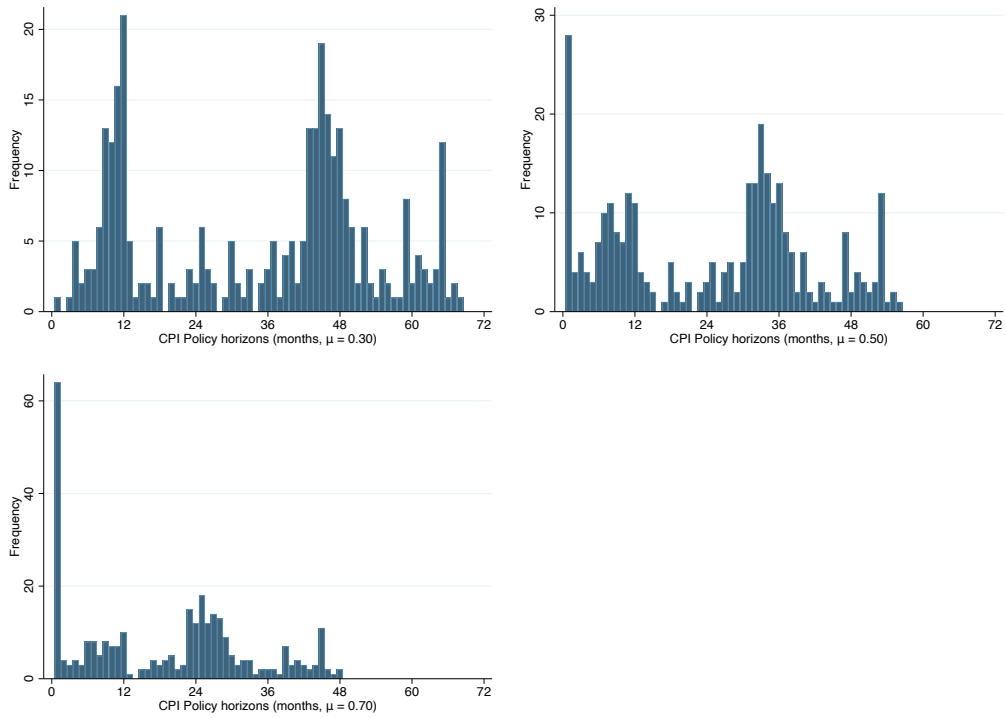 Frequency
20
15
10
5
0
0 12 24 36 48 60 72
CPI Policy horizons (months, μ = 0.30)
Frequency
30
20
10
0
0 12 24 36 48 60 72
CPI Policy horizons (months, μ = 0.50)
Frequency
60
40
20
0
0 12 24 36 48 60 72
CPI Policy horizons (months, μ = 0.70)